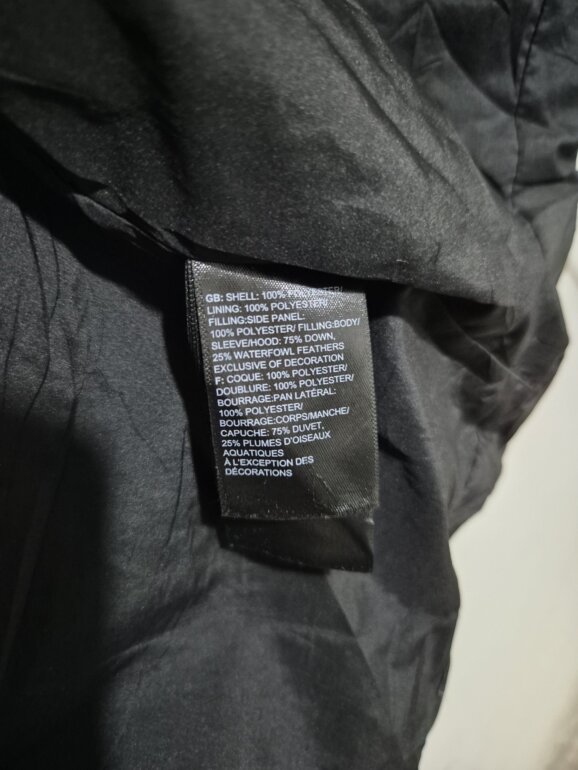 GB: SHELL: 100% POLYESTER/
LINING: 100% POLYESTER/
FILLING:SIDE PANEL:
100% POLYESTER/ FILLING:BODY/
SLEEVE/HOOD: 75% DOWN,
25% WATERFOWL FEATHERS
EXCLUSIVE OF DECORATION
F: COQUE: 100% POLYESTER/
DOUBLURE: 100% POLYESTER/
BOURRAGE:PAN LATÉRAL:
100% POLYESTER/
BOURRAGE:CORPS/MANCHE/
CAPUCHE: 75% DUVET,
25% PLUMES D'OISEAUX
AQUATIQUES
À L'EXCEPTION DES
DÉCORATIONS